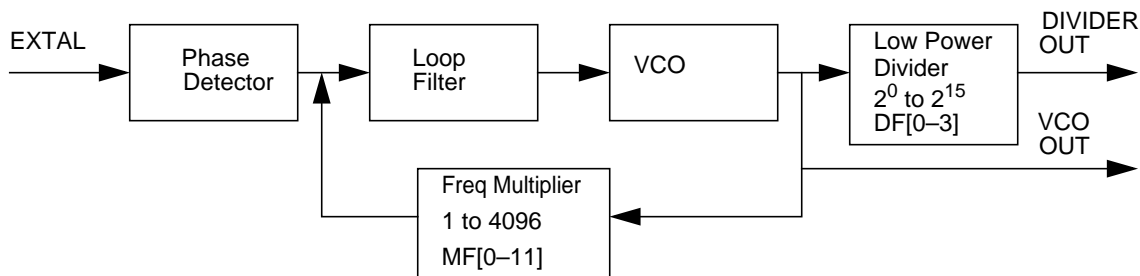 EXTAL
Phase
Detector
Loop
Filter
VCO
Low Power
Divider
2⁰ to 2¹⁵
DF[0–3]
DIVIDER
OUT
VCO
OUT
Freq Multiplier
1 to 4096
MF[0–11]